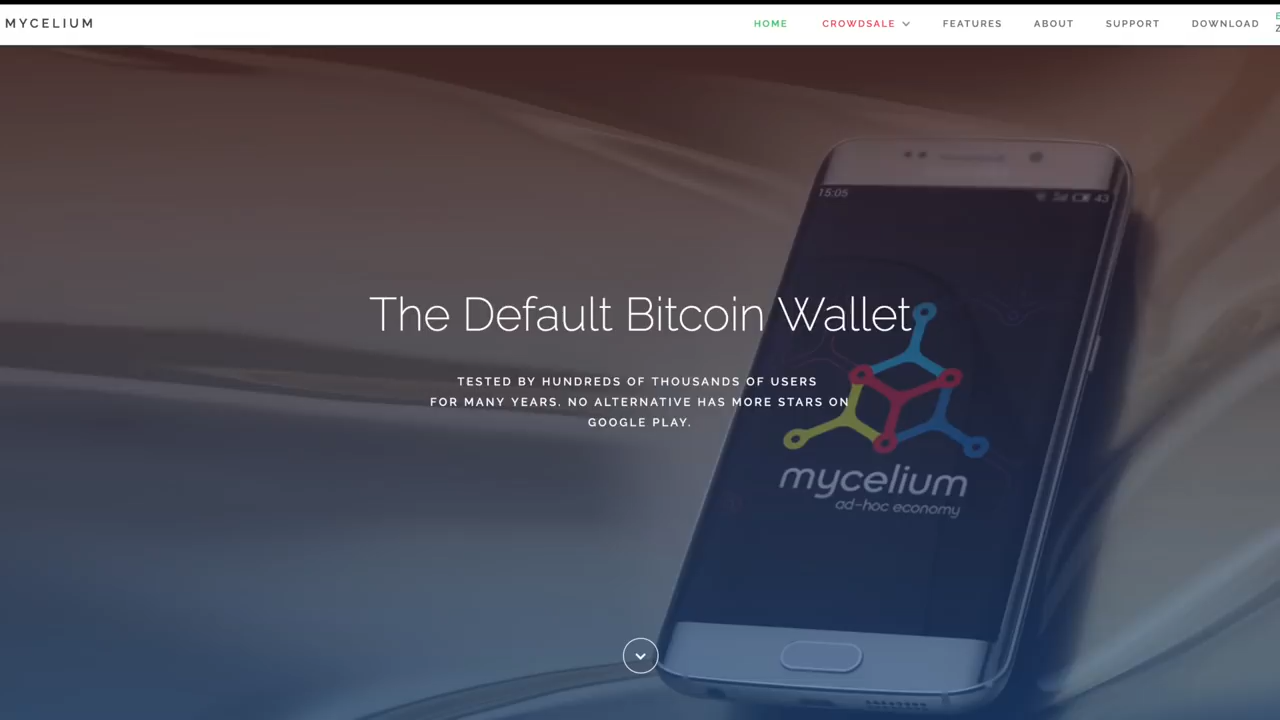 MYCELIUM
HOME CROWDSALE FEATURES ABOUT SUPPORT DOWNLOAD
15:05
43
The Default Bitcoin Wallet
TESTED BY HUNDREDS OF THOUSANDS OF USERS
FOR MANY YEARS. NO ALTERNATIVE HAS MORE STARS ON
GOOGLE PLAY.
mycelium
ad-hoc economy